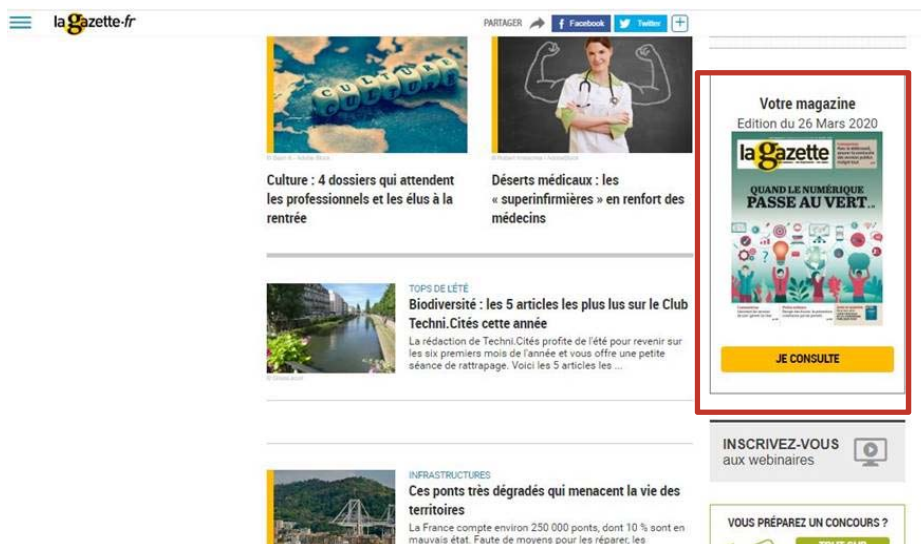 la gazette.fr
PARTAGER
Facebook
Twitter
CULTURE
CULTURE
Culture : 4 dossiers qui attendent
les professionnels et les élus à la
rentrée
Déserts médicaux : les
« superinfirmières » en renfort des
médecins
TOPS DE L'ÉTÉ
Biodiversité : les 5 articles les plus lus sur le Club
Techni.Cités cette année
La rédaction de Techni.Cités profite de l'été pour revenir sur
les six premiers mois de l'année et vous offre une petite
séance de rattrapage. Voici les 5 articles les ...
INFRASTRUCTURES
Ces ponts très dégradés qui menacent la vie des
territoires
La France compte environ 250 000 ponts, dont 10 % sont en
mauvais état. Faute de moyens pour les réparer, les
Votre magazine
Edition du 26 Mars 2020
la gazette
QUAND LE NUMÉRIQUE
PASSE AU VERT
JE CONSULTE
INSCRIVEZ-VOUS
aux webinaires
VOUS PRÉPAREZ UN CONCOURS ?
TOUT SUR